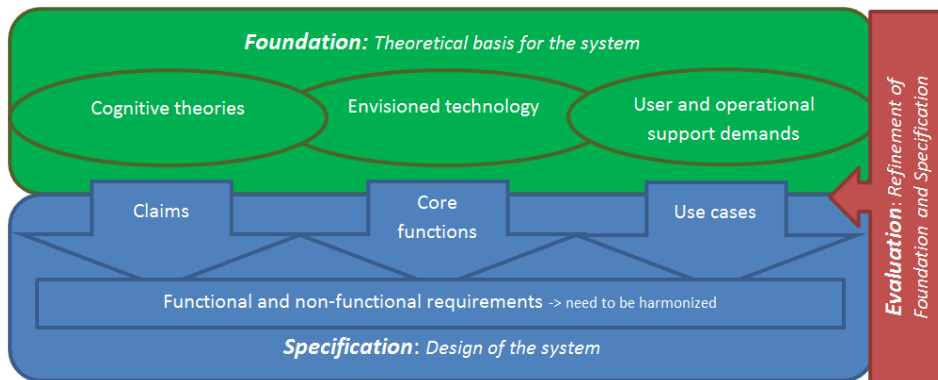 Foundation: Theoretical basis for the system
Cognitive theories
Envisioned technology
User and operational
support demands
Claims
Core
functions
Use cases
Functional and non-functional requirements -> need to be harmonized
Specification: Design of the system
Evaluation: Refinement of
Foundation and Specification